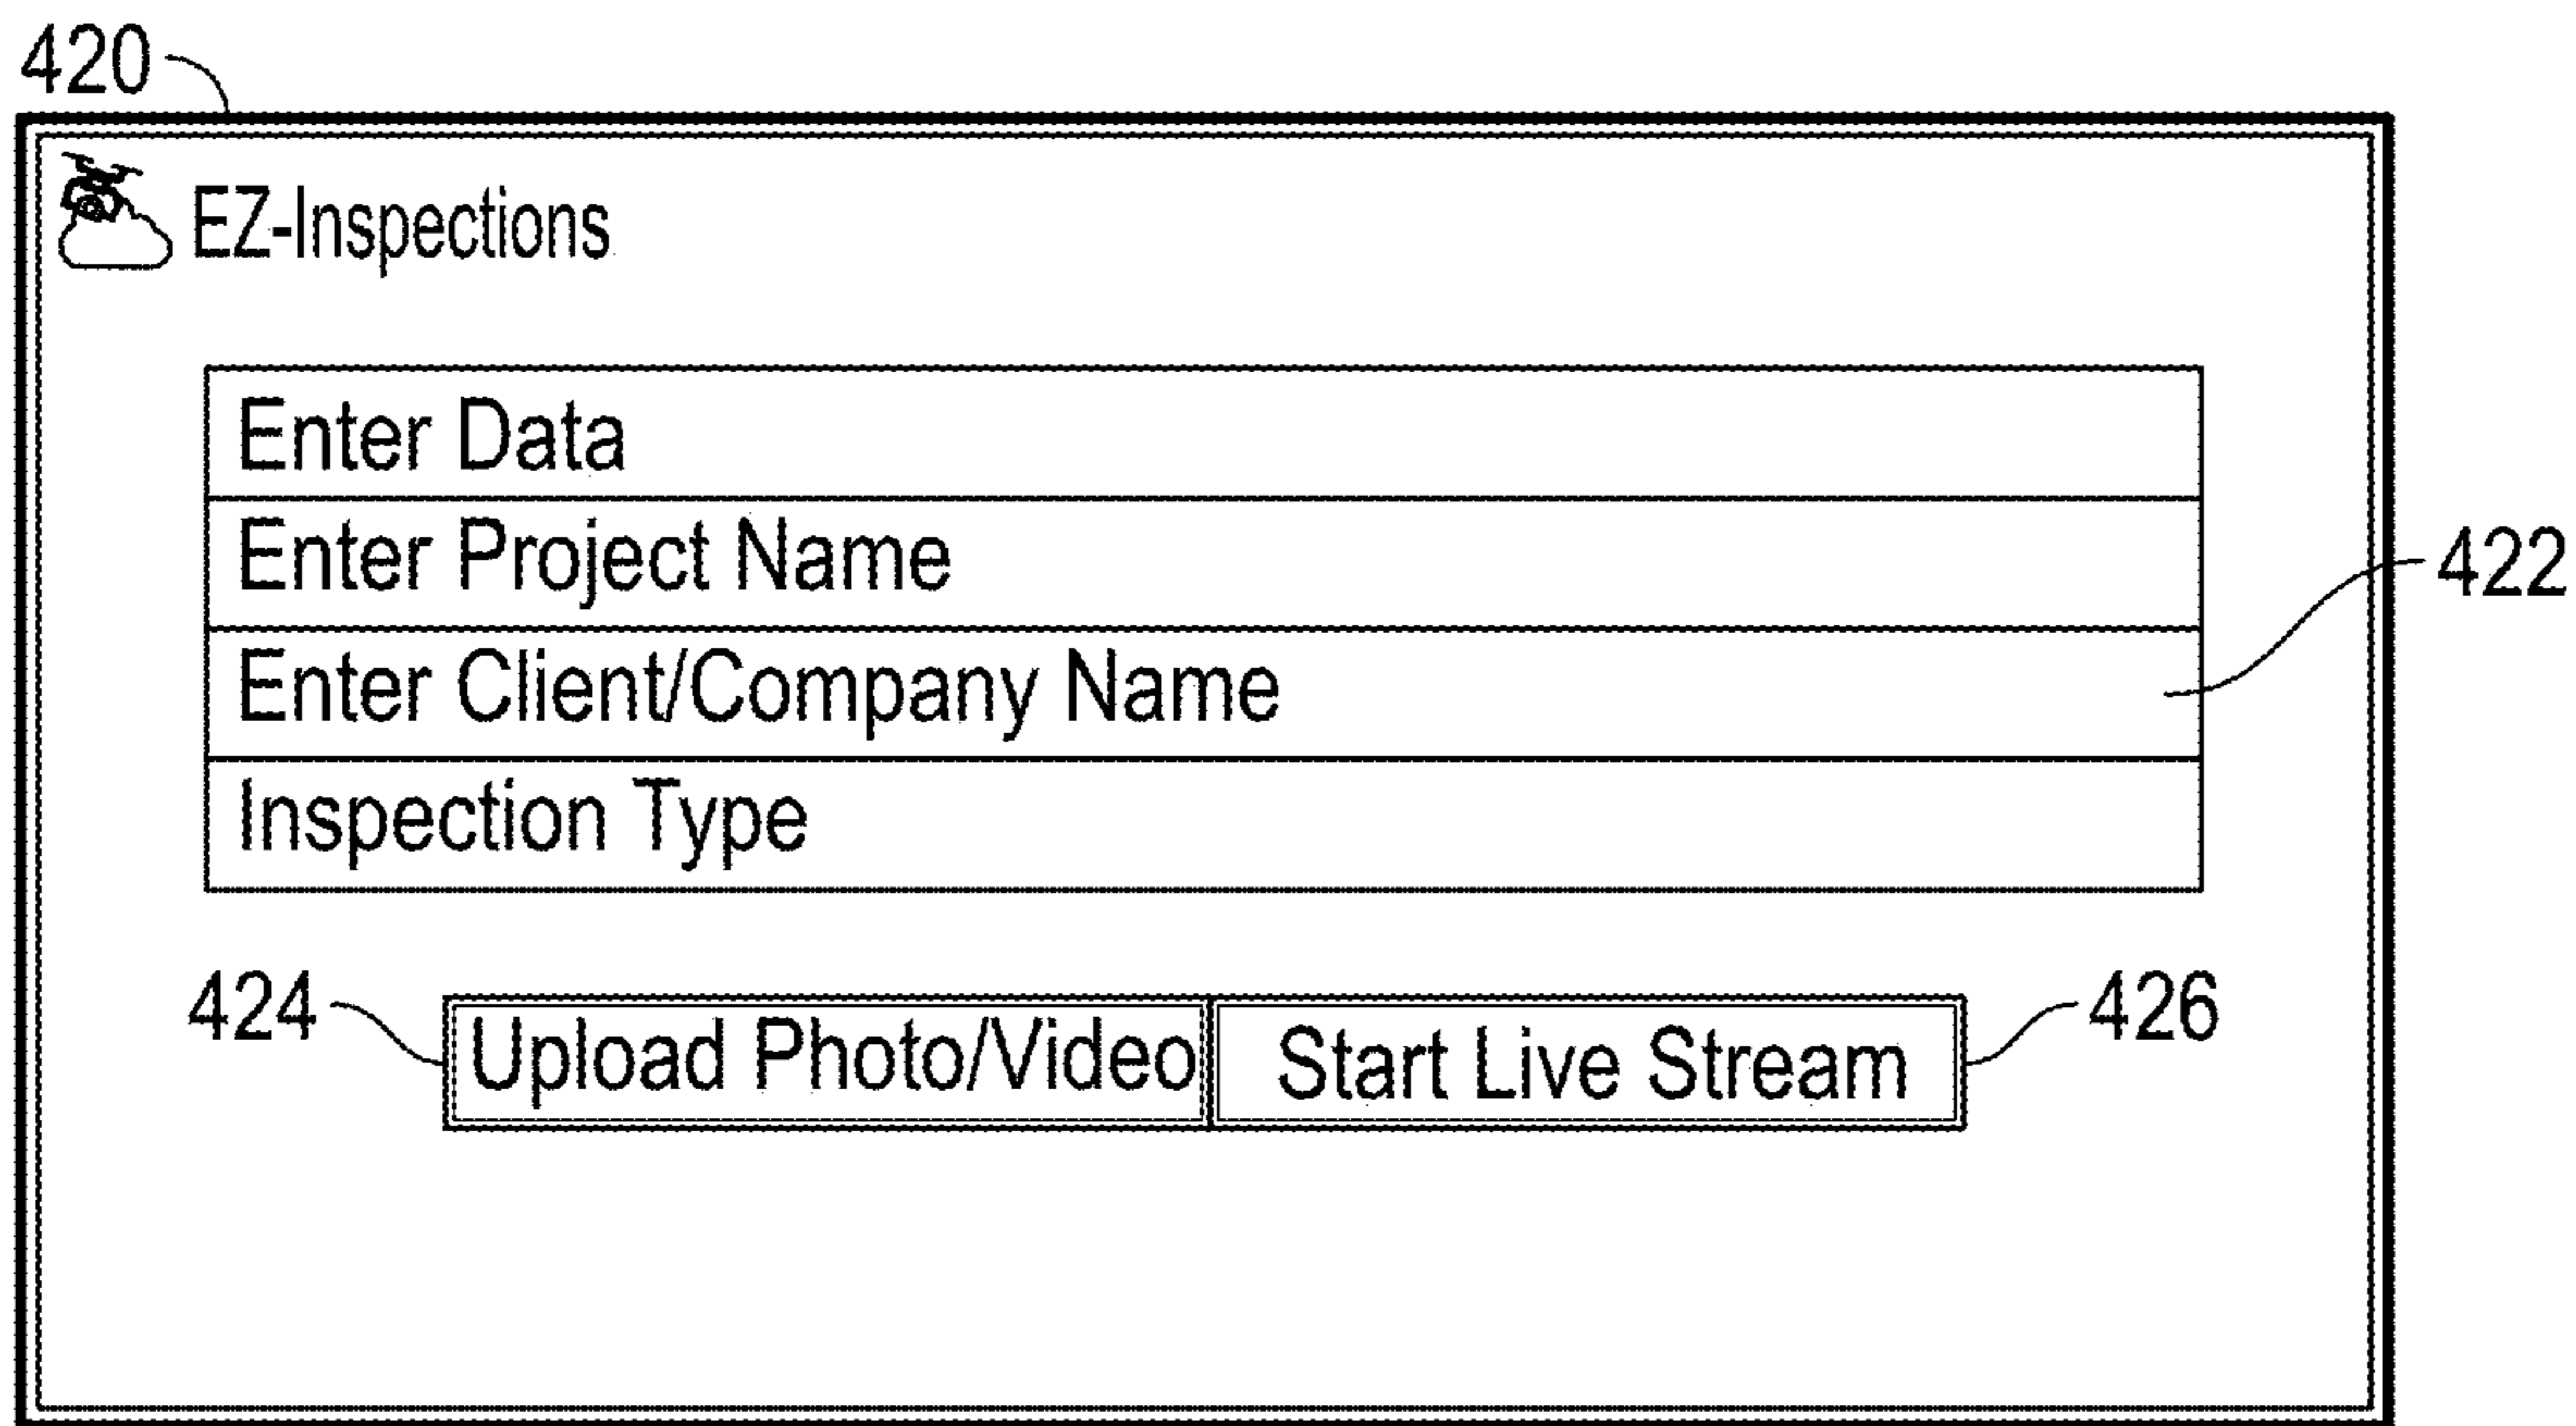 420
EZ-Inspections
Enter Data
Enter Project Name
422
Enter Client/Company Name
Inspection Type
424
Upload Photo/Video
Start Live Stream
426